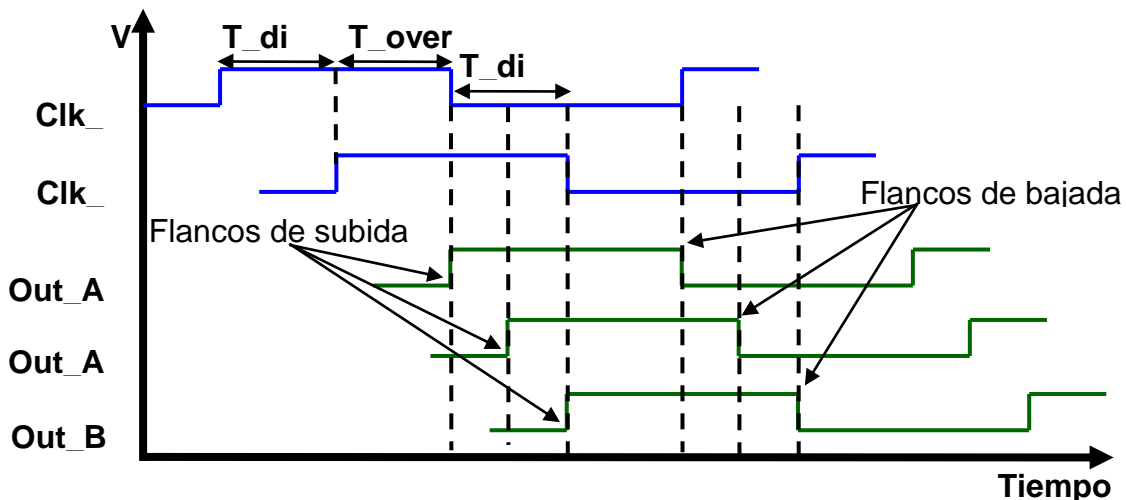 V
T_di
T_over
T_di
Clk_
Clk_
Flancos de bajada
Flancos de subida
Out_A
Out_A
Out_B
Tiempo